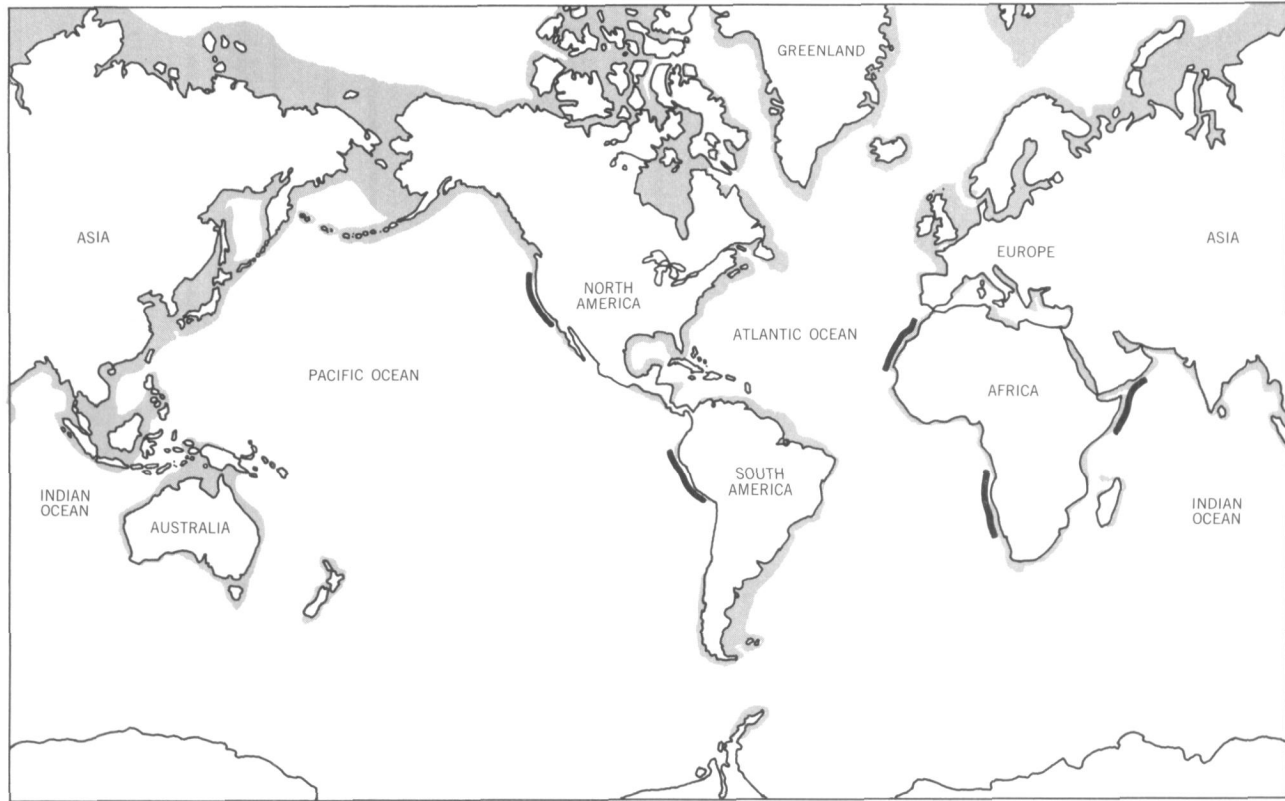 GREENLAND
ASIA
EUROPE
ASIA
NORTH
AMERICA
ATLANTIC OCEAN
PACIFIC OCEAN
AFRICA
SOUTH
AMERICA
INDIAN
OCEAN
AUSTRALIA
INDIAN
OCEAN